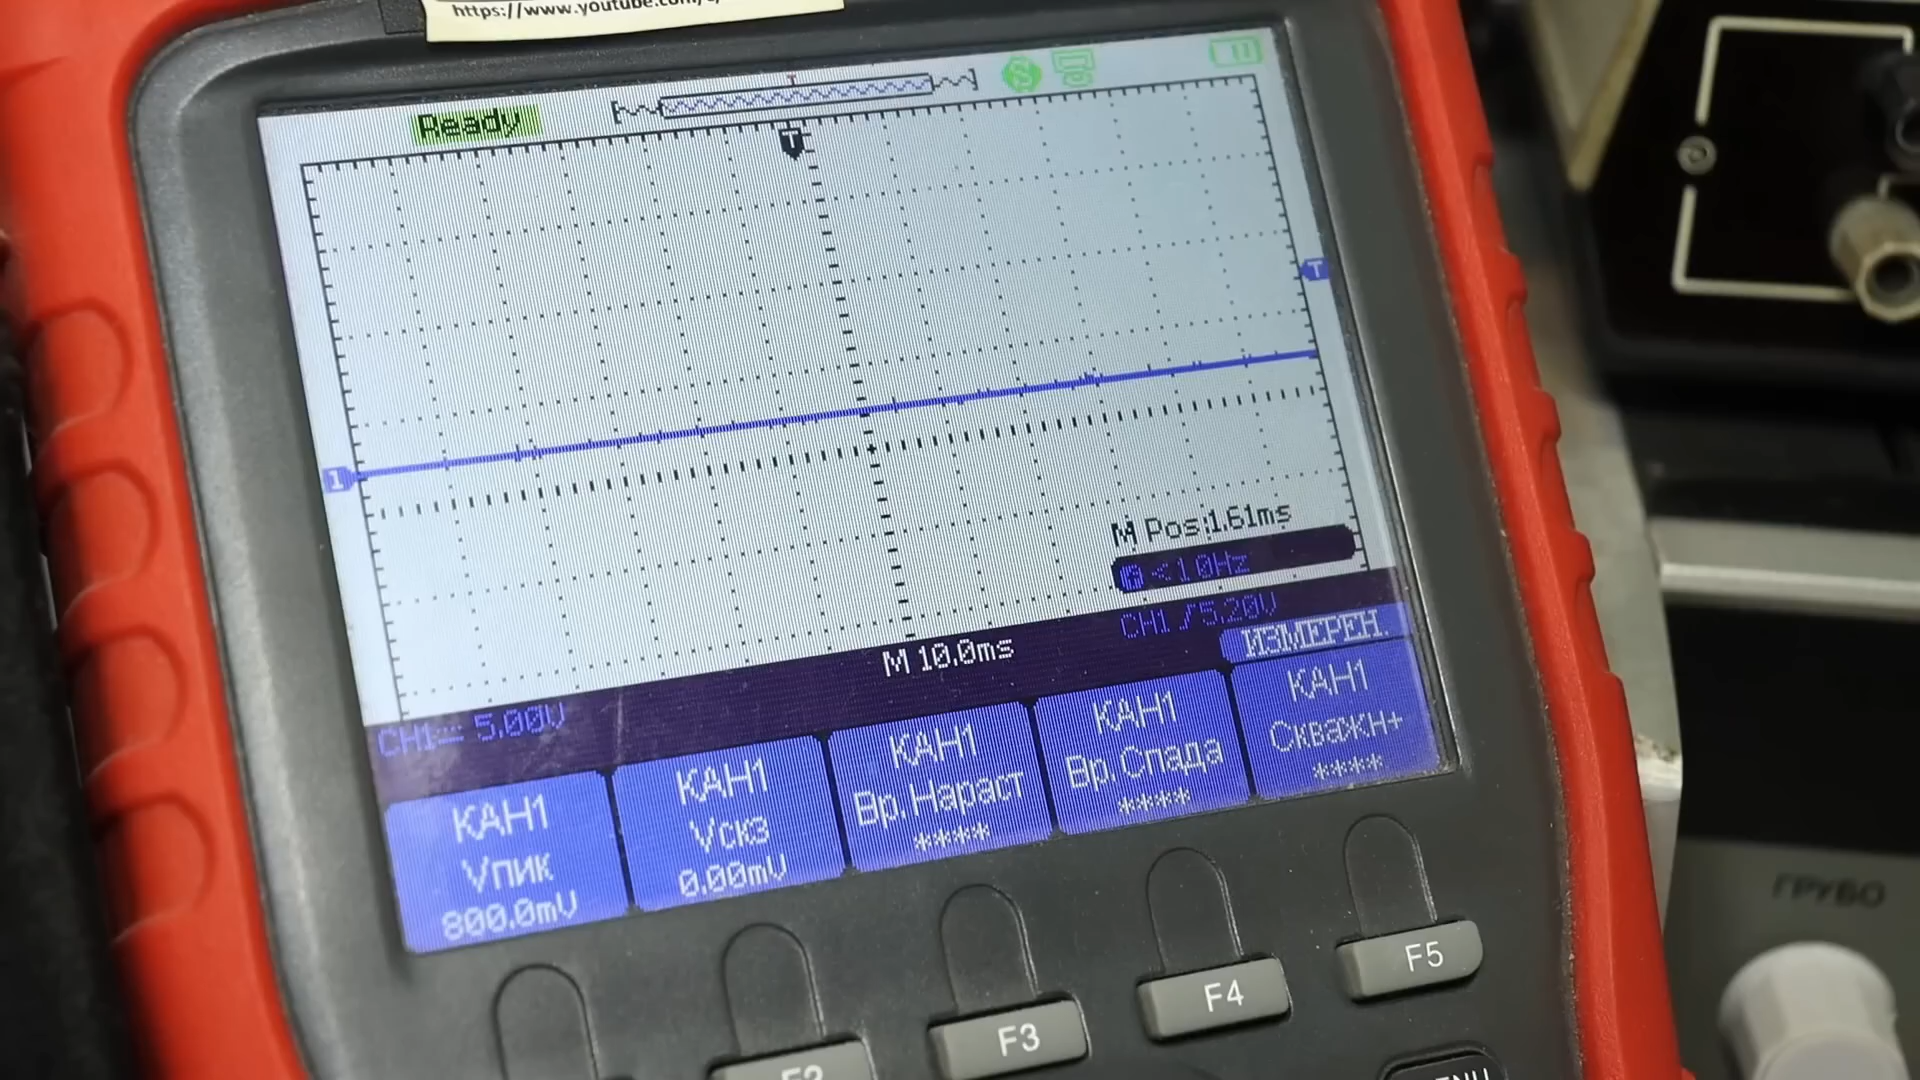 https://www.youtube.com/
Ready
T
T
1
M Pos:1.61ms
<10Hz
CH1 5.20V
M 10.0ms
CH1 5.00V
ИЗМЕРЕН.
КАН1
Vпик
800.0mV
КАН1
Vскз
0.00mV
КАН1
Вр. Нараст
****
КАН1
Вр. Спада
****
КАН1
Скважн+
****
F2
F3
F4
F5
ГРУБО